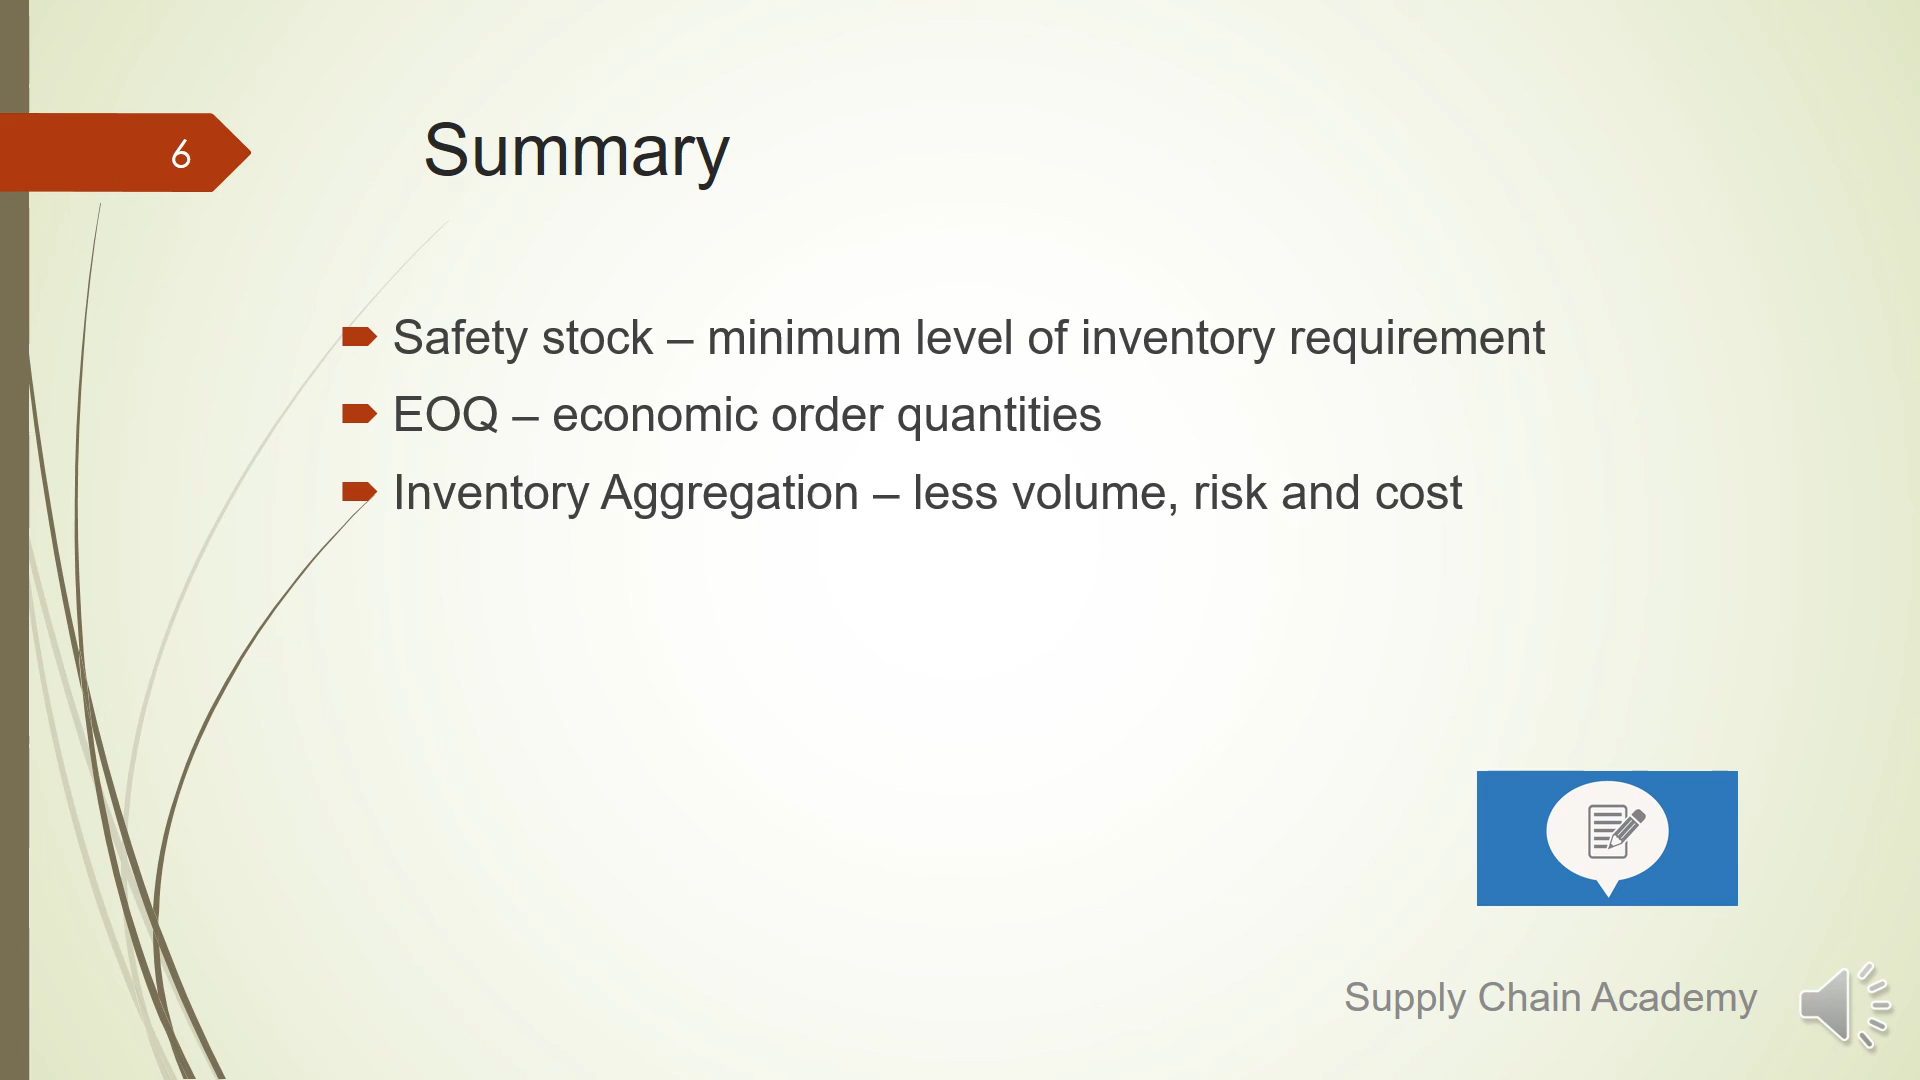 6
Summary
Safety stock – minimum level of inventory requirement
EOQ – economic order quantities
Inventory Aggregation – less volume, risk and cost
Supply Chain Academy